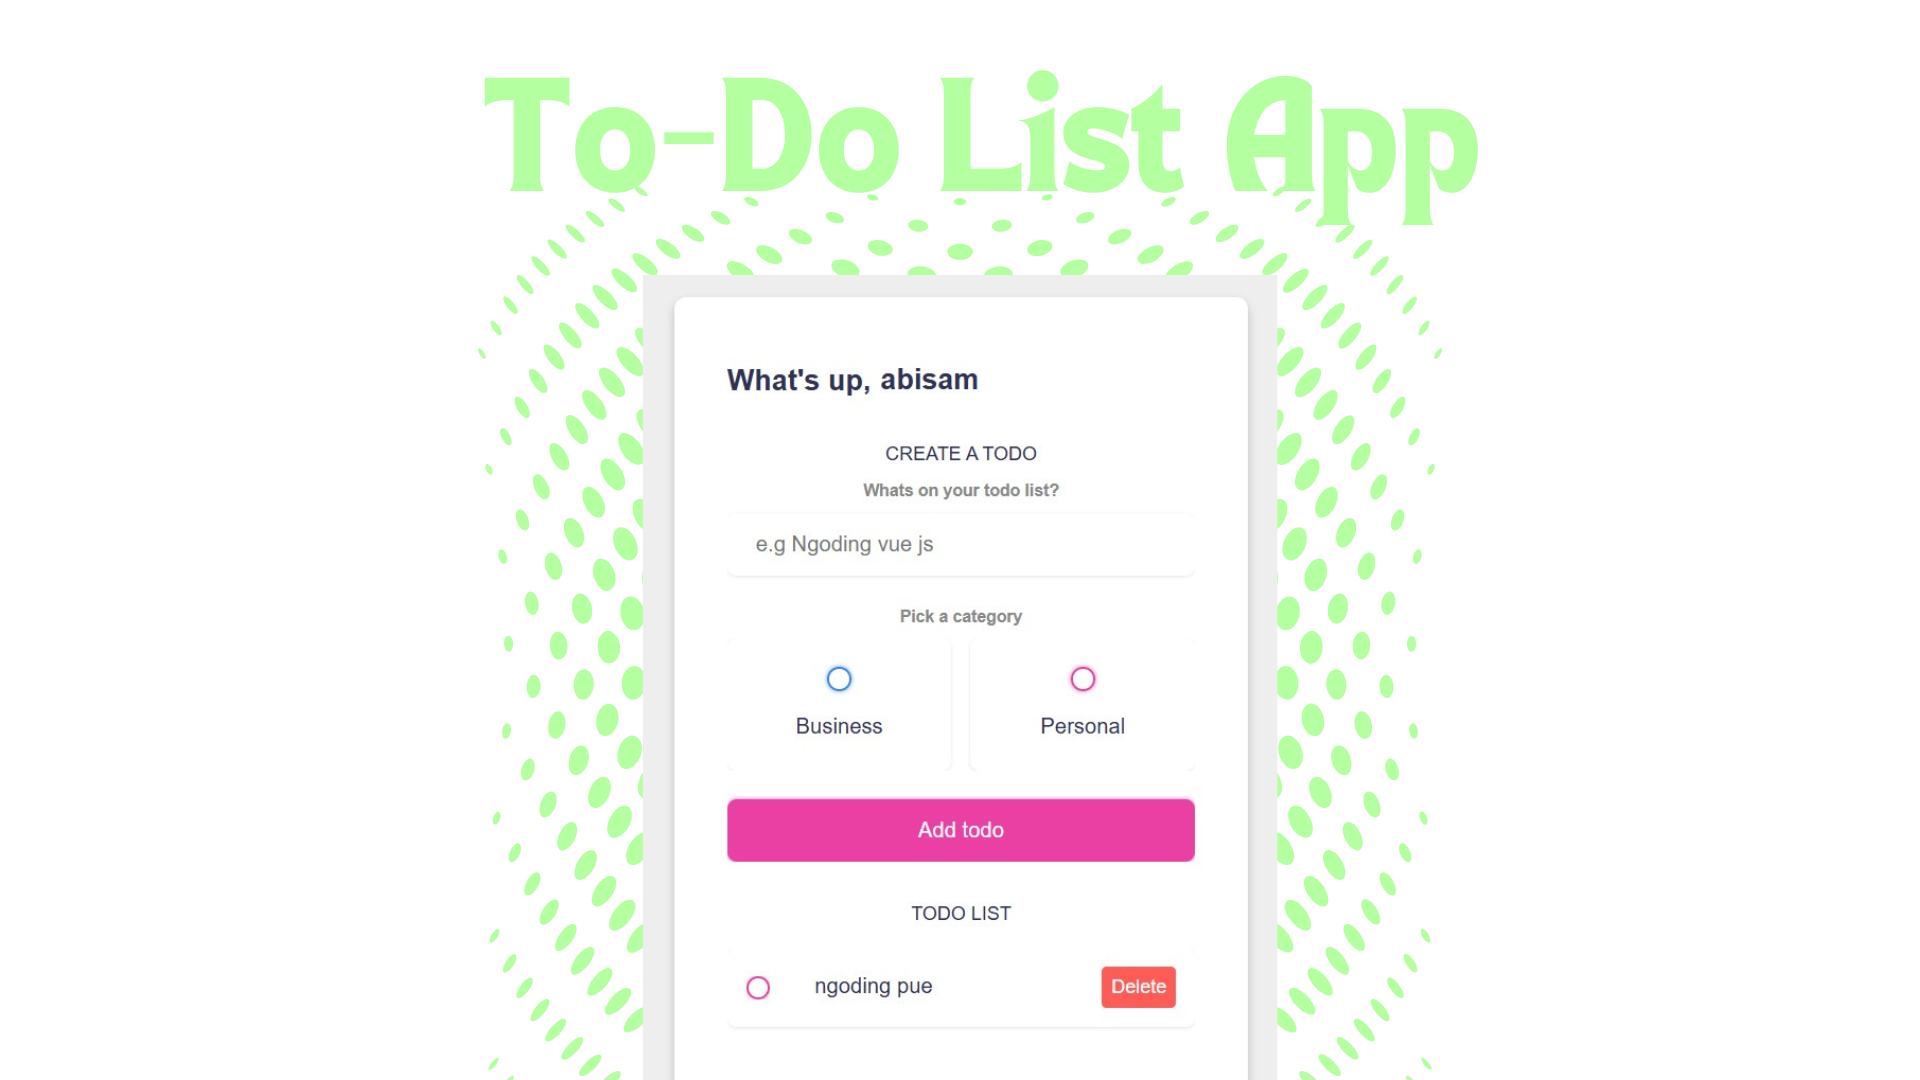 To-Do List App
What's up, abisam
CREATE A TODO
Whats on your todo list?
e.g Ngoding vue js
Pick a category
Business
Personal
Add todo
TODO LIST
ngoding pue
Delete